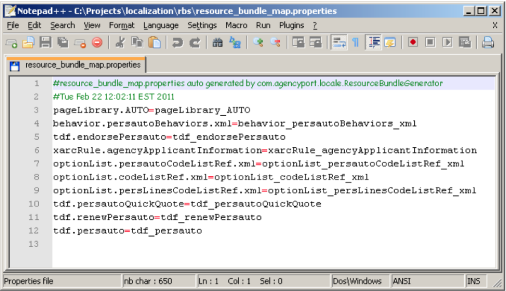 Notepad++ - C:\Projects\localization\rbs\resource_bundle_map.properties
File Edit Search View Format Language Settings Macro Run Plugins ? X
resource_bundle_map.properties
1 #resource_bundle_map.properties auto generated by com.agencyport.locale.ResourceBundleGenerator
2 #Tue Feb 22 12:02:11 EST 2011
3 pageLibrary.AUTO=pageLibrary_AUTO
4 behavior.persautoBehaviors.xml=behavior_persautoBehaviors_xml
5 tdf.endorsePersauto=tdf_endorsePersauto
6 xarcRule.agencyApplicantInformation=xarcRule_agencyApplicantInformation
7 optionList.persautoCodeListRef.xml=optionList_persautoCodeListRef_xml
8 optionList.codeListRef.xml=optionList_codeListRef_xml
9 optionList.persLinesCodeListRef.xml=optionList_persLinesCodeListRef_xml
10 tdf.persautoQuickQuote=tdf_persautoQuickQuote
11 tdf.renewPersauto=tdf_renewPersauto
12 tdf.persauto=tdf_persauto
13
Properties file nb char : 650 Ln : 1 Col : 1 Sel : 0 Dos\Windows ANSI INS